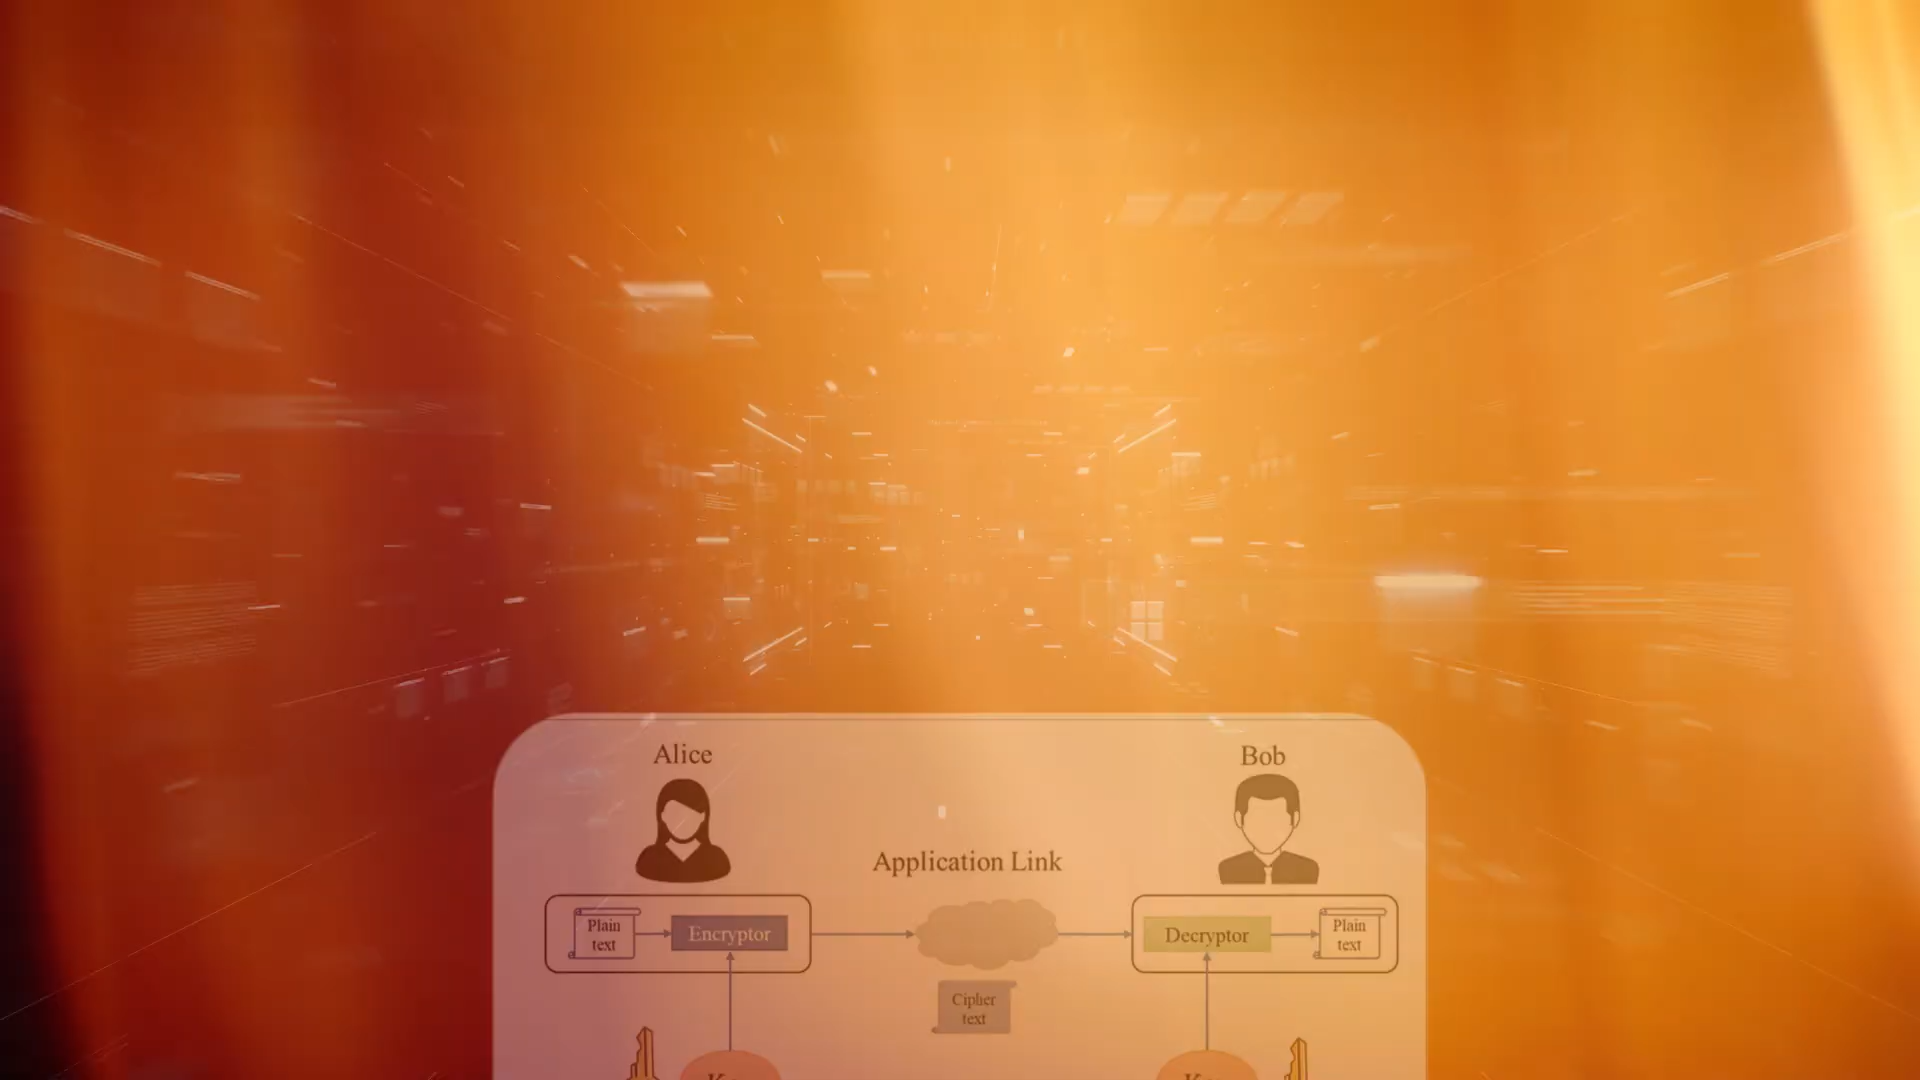 Alice
Bob
Application Link
Plain
text
Encryptor
Decryptor
Plain
text
Cipher
text